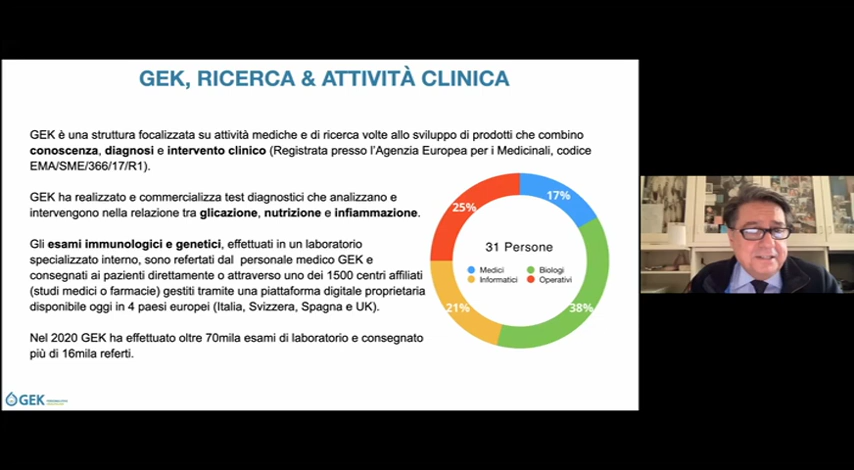 GEK, RICERCA & ATTIVITÀ CLINICA
GEK è una struttura focalizzata su attività mediche e di ricerca volte allo sviluppo di prodotti che combino
conoscenza, diagnosi e intervento clinico (Registrata presso l'Agenzia Europea per i Medicinali, codice
EMA/SME/366/17/R1).
GEK ha realizzato e commercializza test diagnostici che analizzano e
intervengono nella relazione tra glicazione, nutrizione e infiammazione.
Gli esami immunologici e genetici, effettuati in un laboratorio
specializzato interno, sono refertati dal personale medico GEK e
consegnati ai pazienti direttamente o attraverso uno dei 1500 centri affiliati
(studi medici o farmacie) gestiti tramite una piattaforma digitale proprietaria
disponibile oggi in 4 paesi europei (Italia, Svizzera, Spagna e UK).
Nel 2020 GEK ha effettuato oltre 70mila esami di laboratorio e consegnato
più di 16mila referti.
17%
25%
31 Persone
Medici
Biologi
Informatici
Operativi
21%
38%
GEK